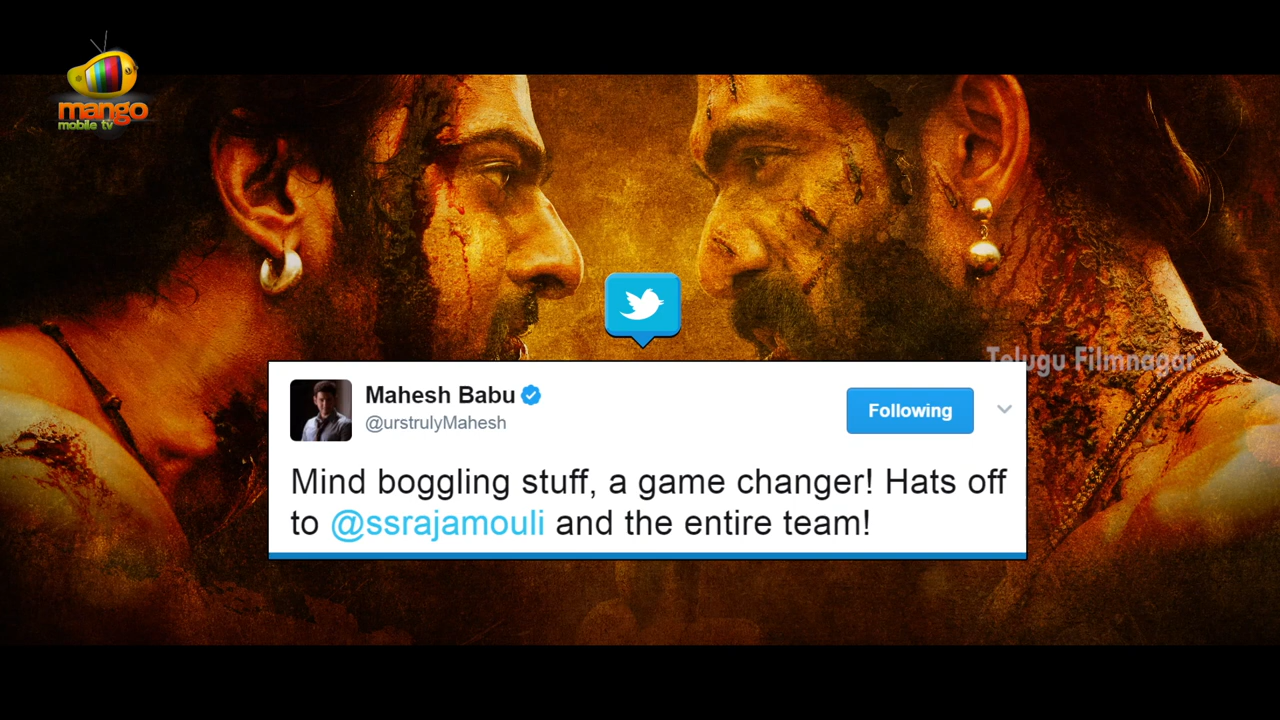 mango
mobile tv
Telugu Filmnagar
Mahesh Babu
@urstrulyMahesh
Following
Mind boggling stuff, a game changer! Hats off
to @ssrajamouli and the entire team!